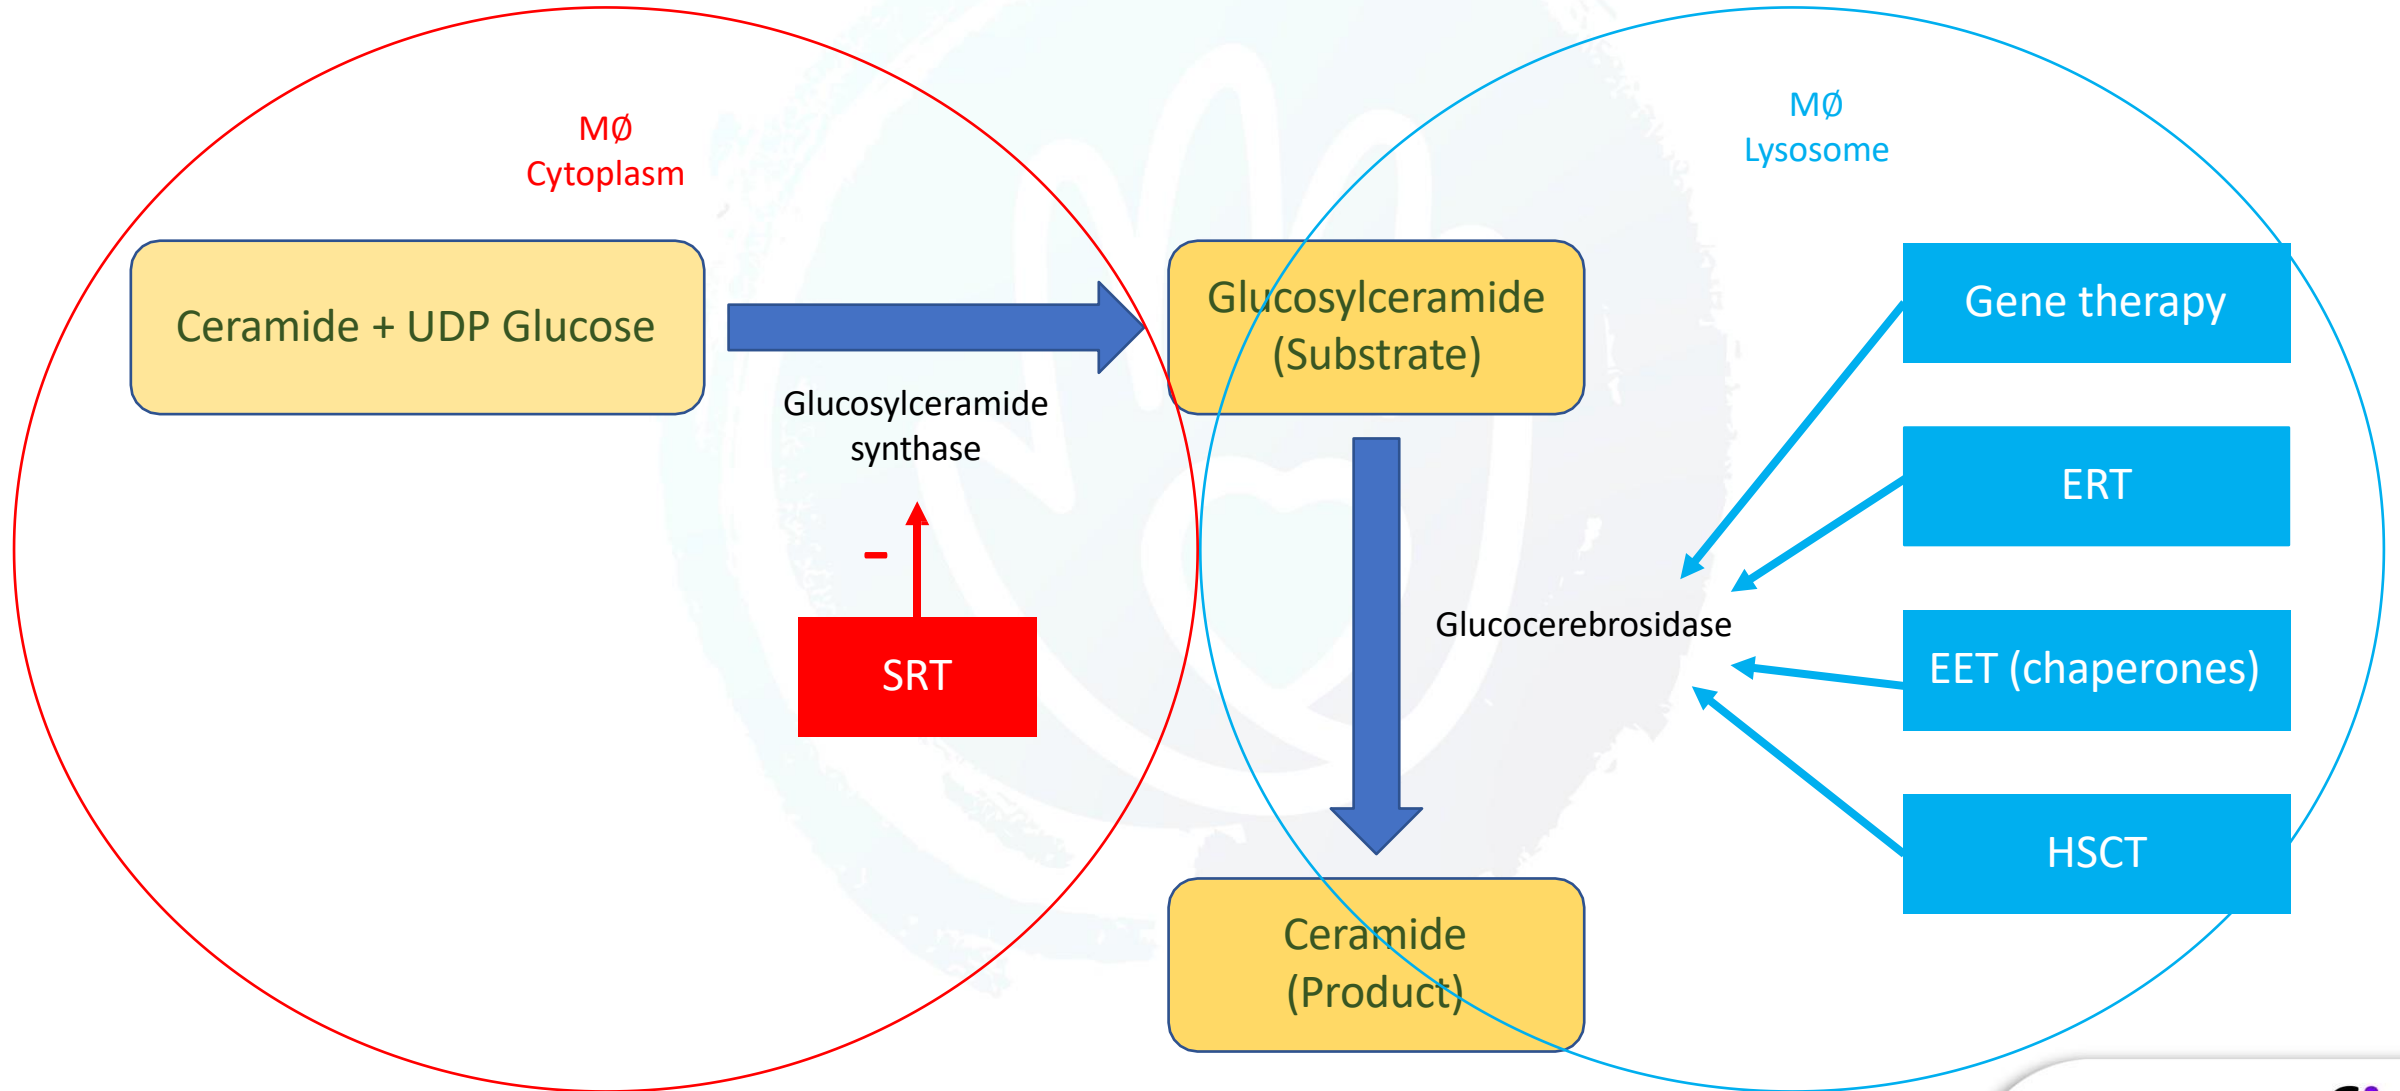 MØ
Cytoplasm
MØ
Lysosome
Ceramide + UDP Glucose
Glucosylceramide
(Substrate)
Gene therapy
Glucosylceramide
synthase
ERT
-
SRT
Glucocerebrosidase
EET (chaperones)
HSCT
Ceramide
(Product)